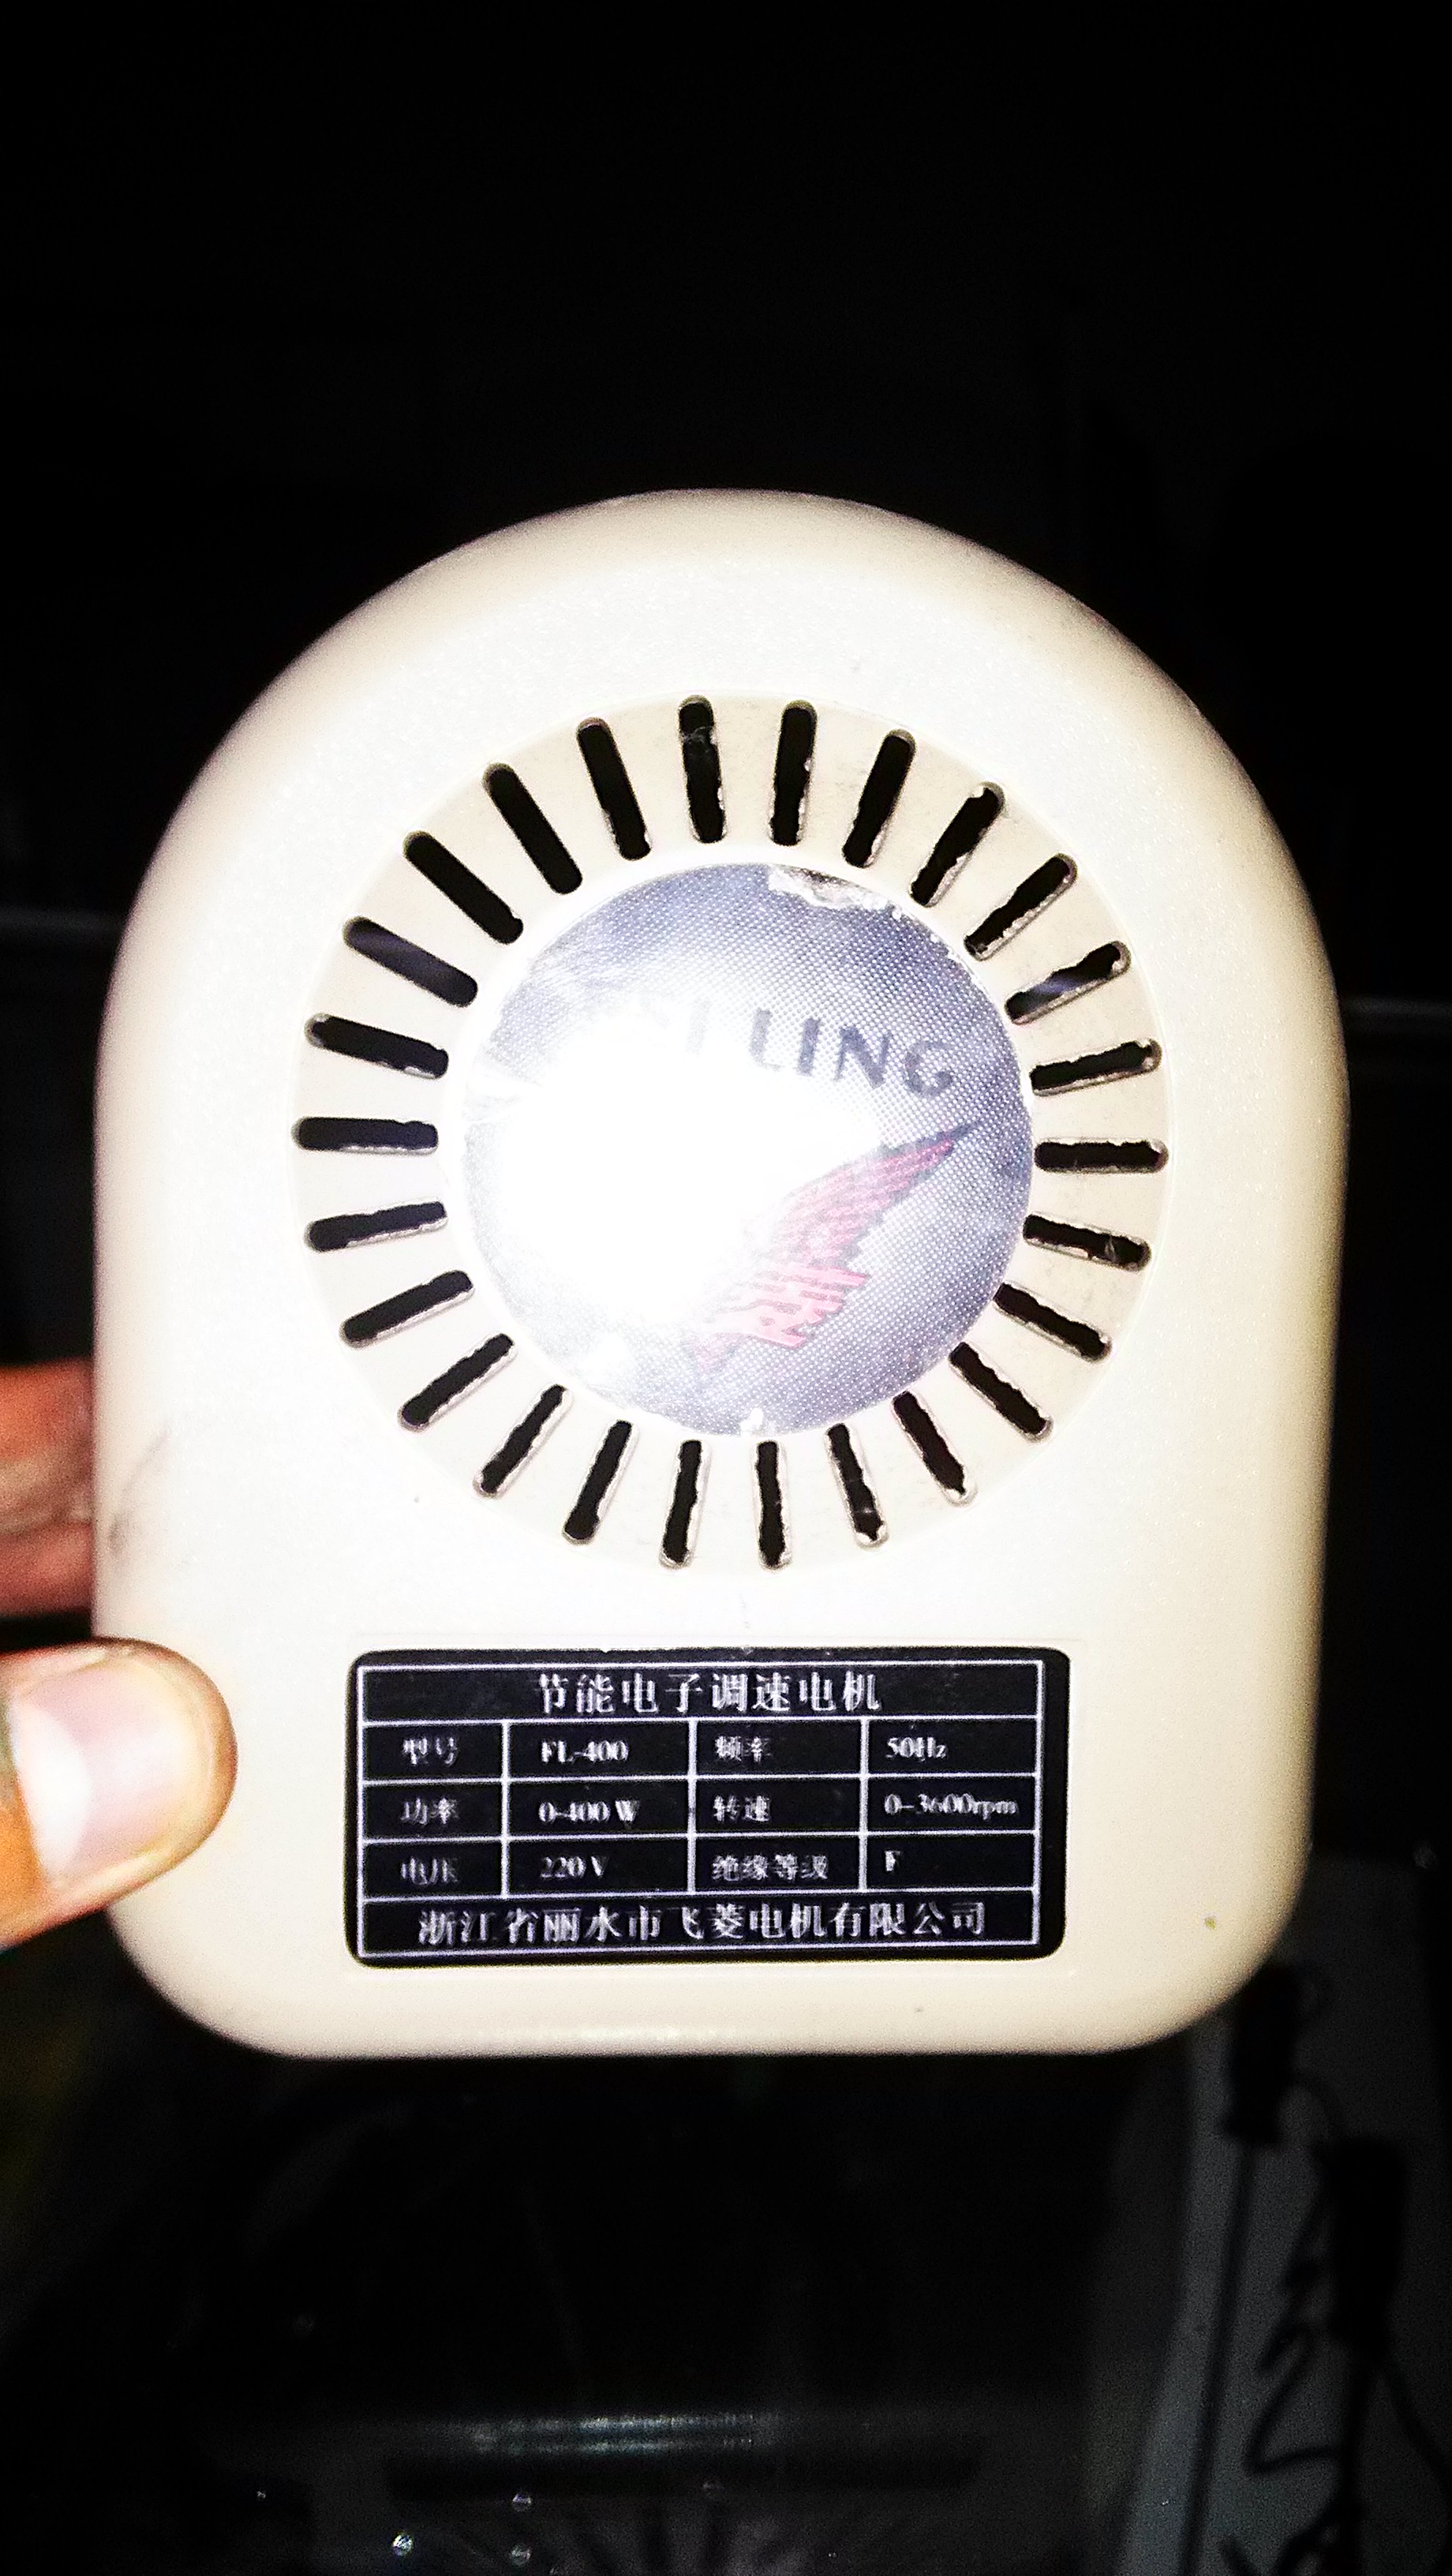 LING
节能电子调速电机
型号 FL-400 频率 50Hz
功率 0-400 W 转速 0-3600rpm
电压 220 V 绝缘等级 F
浙江省丽水市飞菱电机有限公司